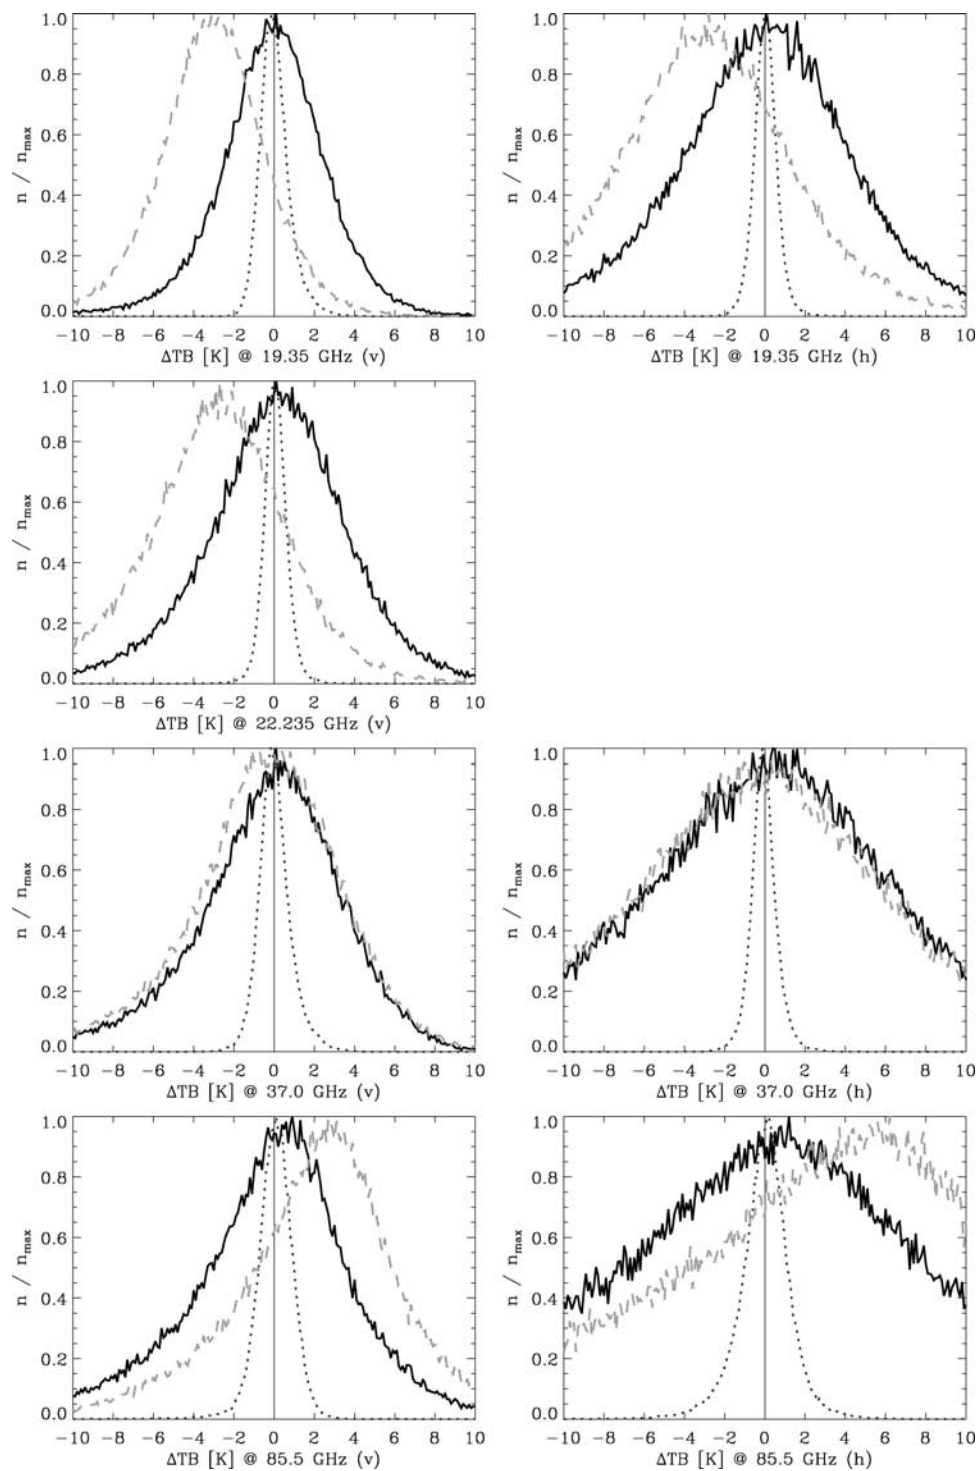 1.0 1.0
0.8 0.8
n / nmax n / nmax
0.6 0.6
0.4 0.4
0.2 0.2
0.0 0.0
−10 −8 −6 −4 −2 0 2 4 6 8 10 −10 −8 −6 −4 −2 0 2 4 6 8 10
ΔTB [K] @ 19.35 GHz (v) ΔTB [K] @ 19.35 GHz (h)
1.0
0.8
n / nmax
0.6
0.4
0.2
0.0
−10 −8 −6 −4 −2 0 2 4 6 8 10
ΔTB [K] @ 22.235 GHz (v)
1.0 1.0
0.8 0.8
n / nmax n / nmax
0.6 0.6
0.4 0.4
0.2 0.2
0.0 0.0
−10 −8 −6 −4 −2 0 2 4 6 8 10 −10 −8 −6 −4 −2 0 2 4 6 8 10
ΔTB [K] @ 37.0 GHz (v) ΔTB [K] @ 37.0 GHz (h)
1.0 1.0
0.8 0.8
n / nmax n / nmax
0.6 0.6
0.4 0.4
0.2 0.2
0.0 0.0
−10 −8 −6 −4 −2 0 2 4 6 8 10 −10 −8 −6 −4 −2 0 2 4 6 8 10
ΔTB [K] @ 85.5 GHz (v) ΔTB [K] @ 85.5 GHz (h)